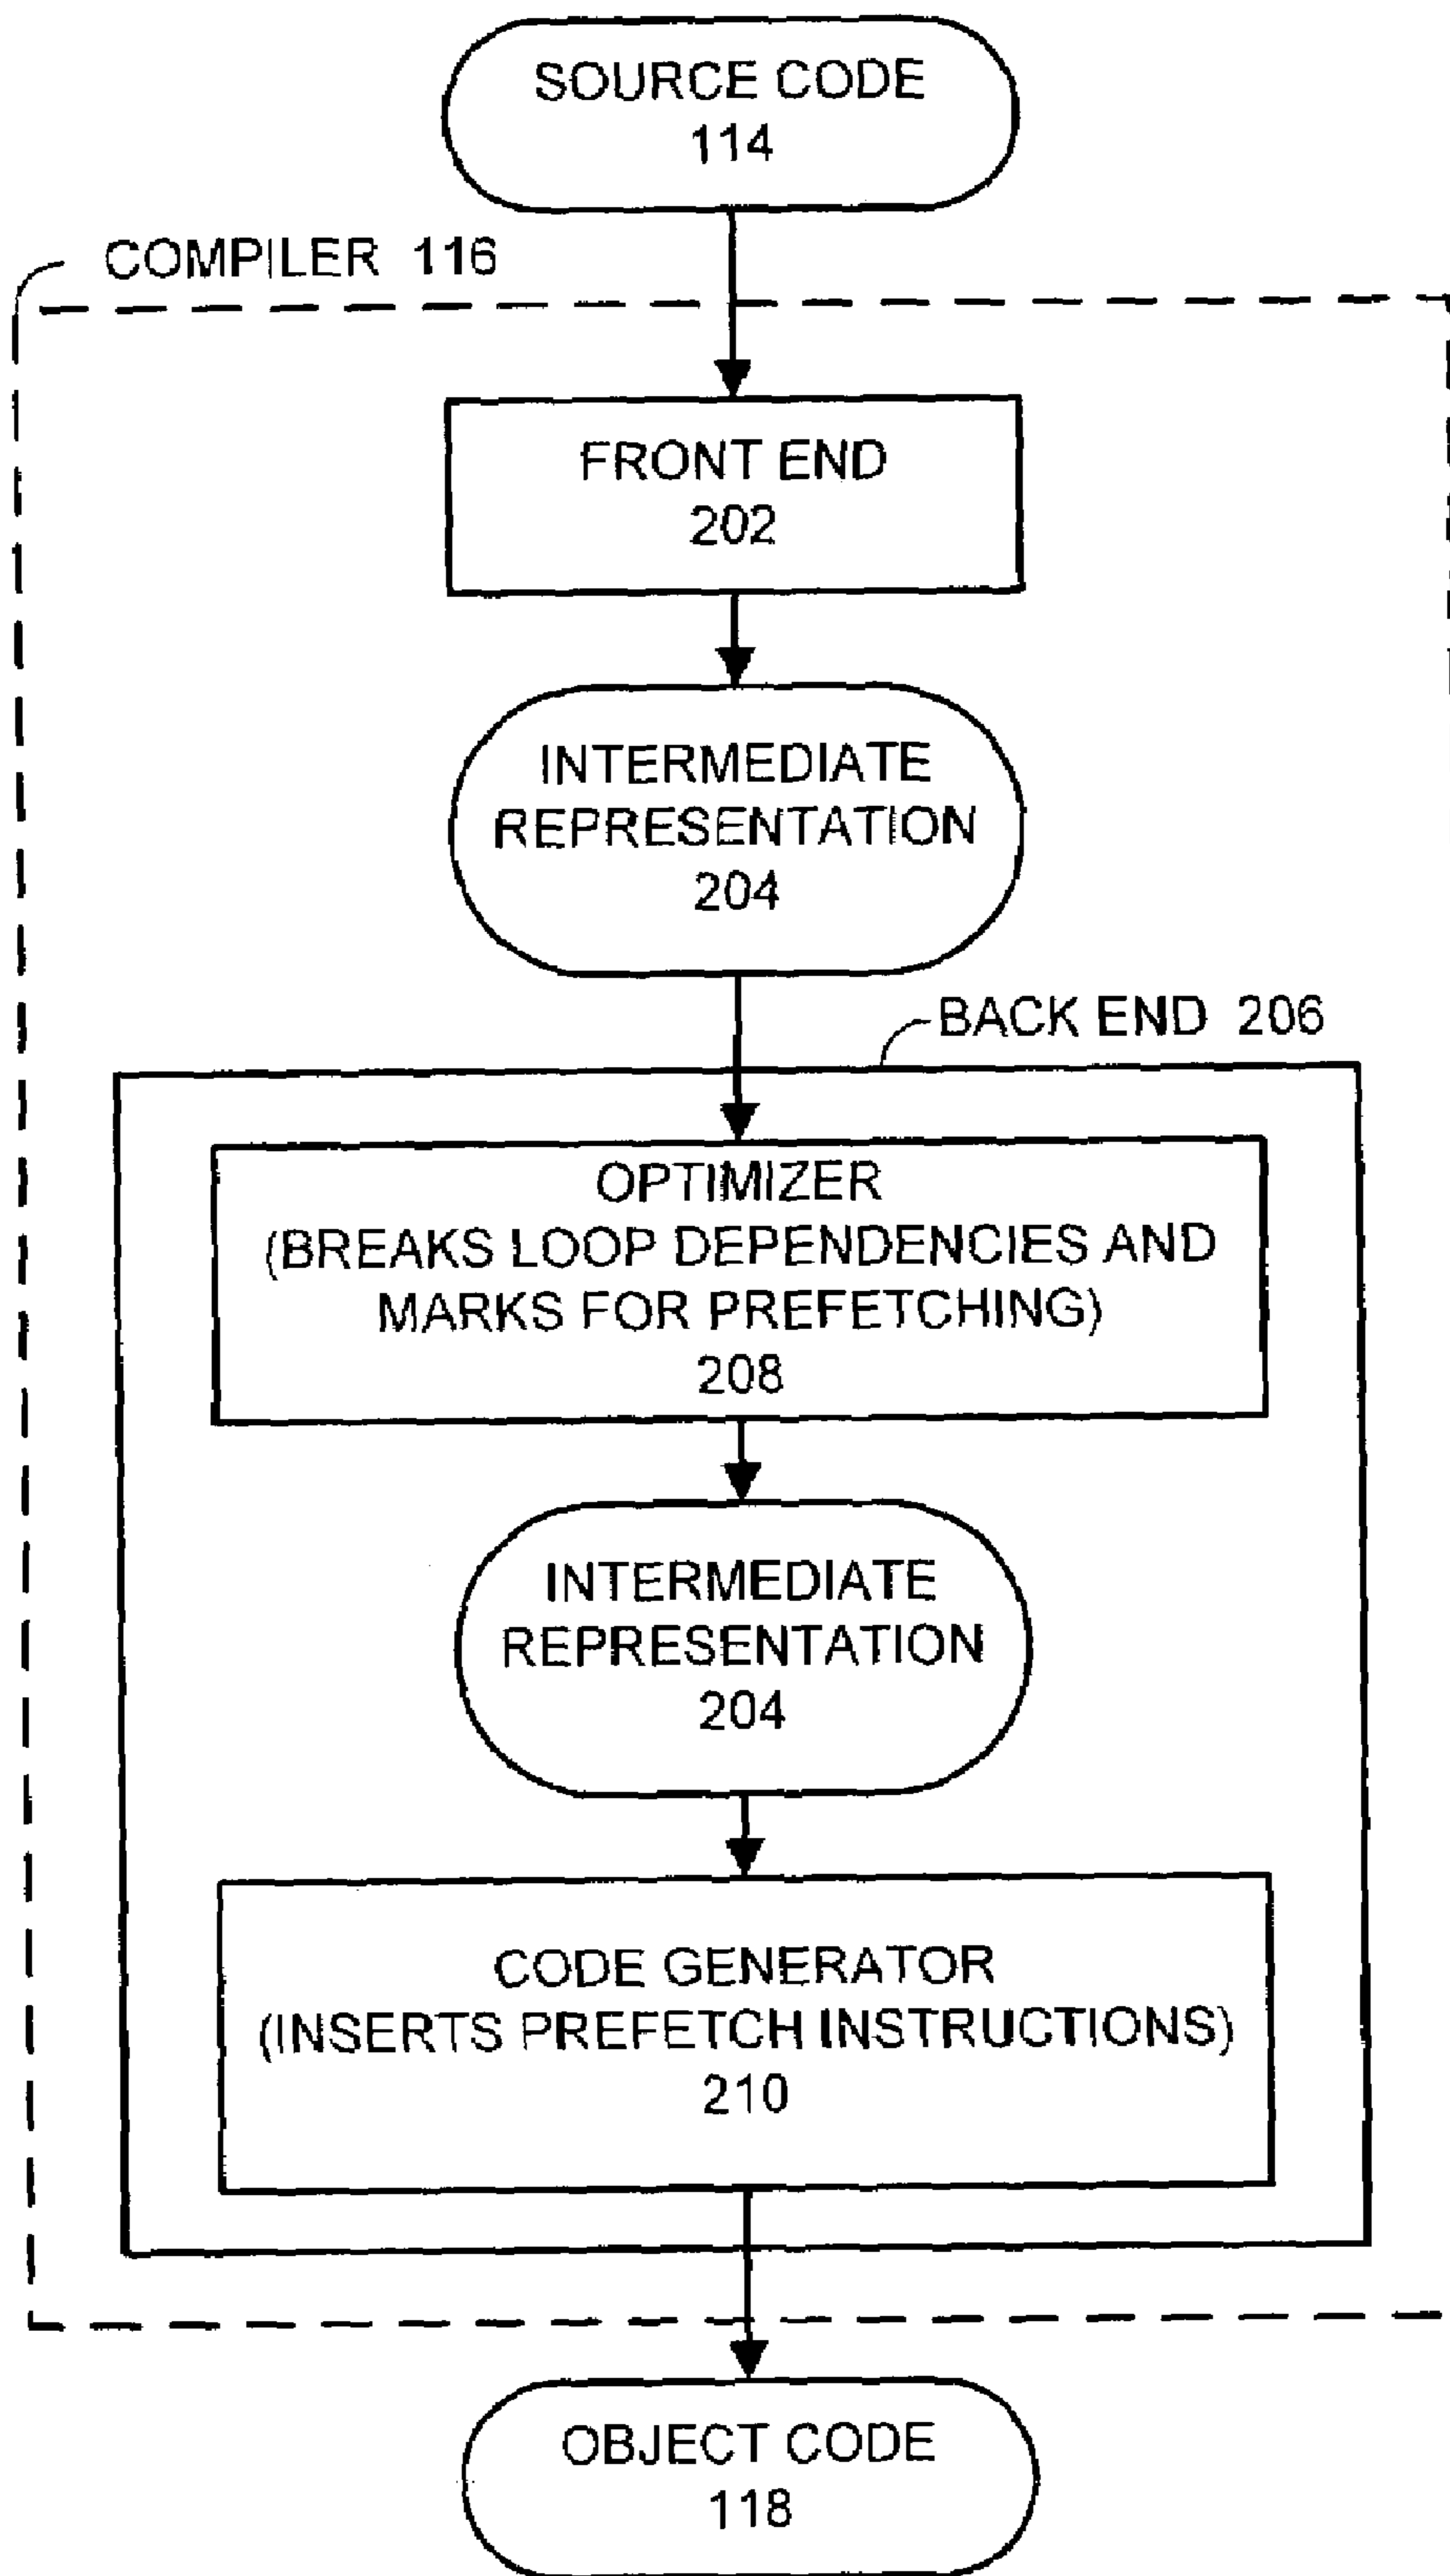 SOURCE CODE
114
COMPILER 116
FRONT END
202
INTERMEDIATE
REPRESENTATION
204
BACK END 206
OPTIMIZER
(BREAKS LOOP DEPENDENCIES AND
MARKS FOR PREFETCHING)
208
INTERMEDIATE
REPRESENTATION
204
CODE GENERATOR
(INSERTS PREFETCH INSTRUCTIONS)
210
OBJECT CODE
118